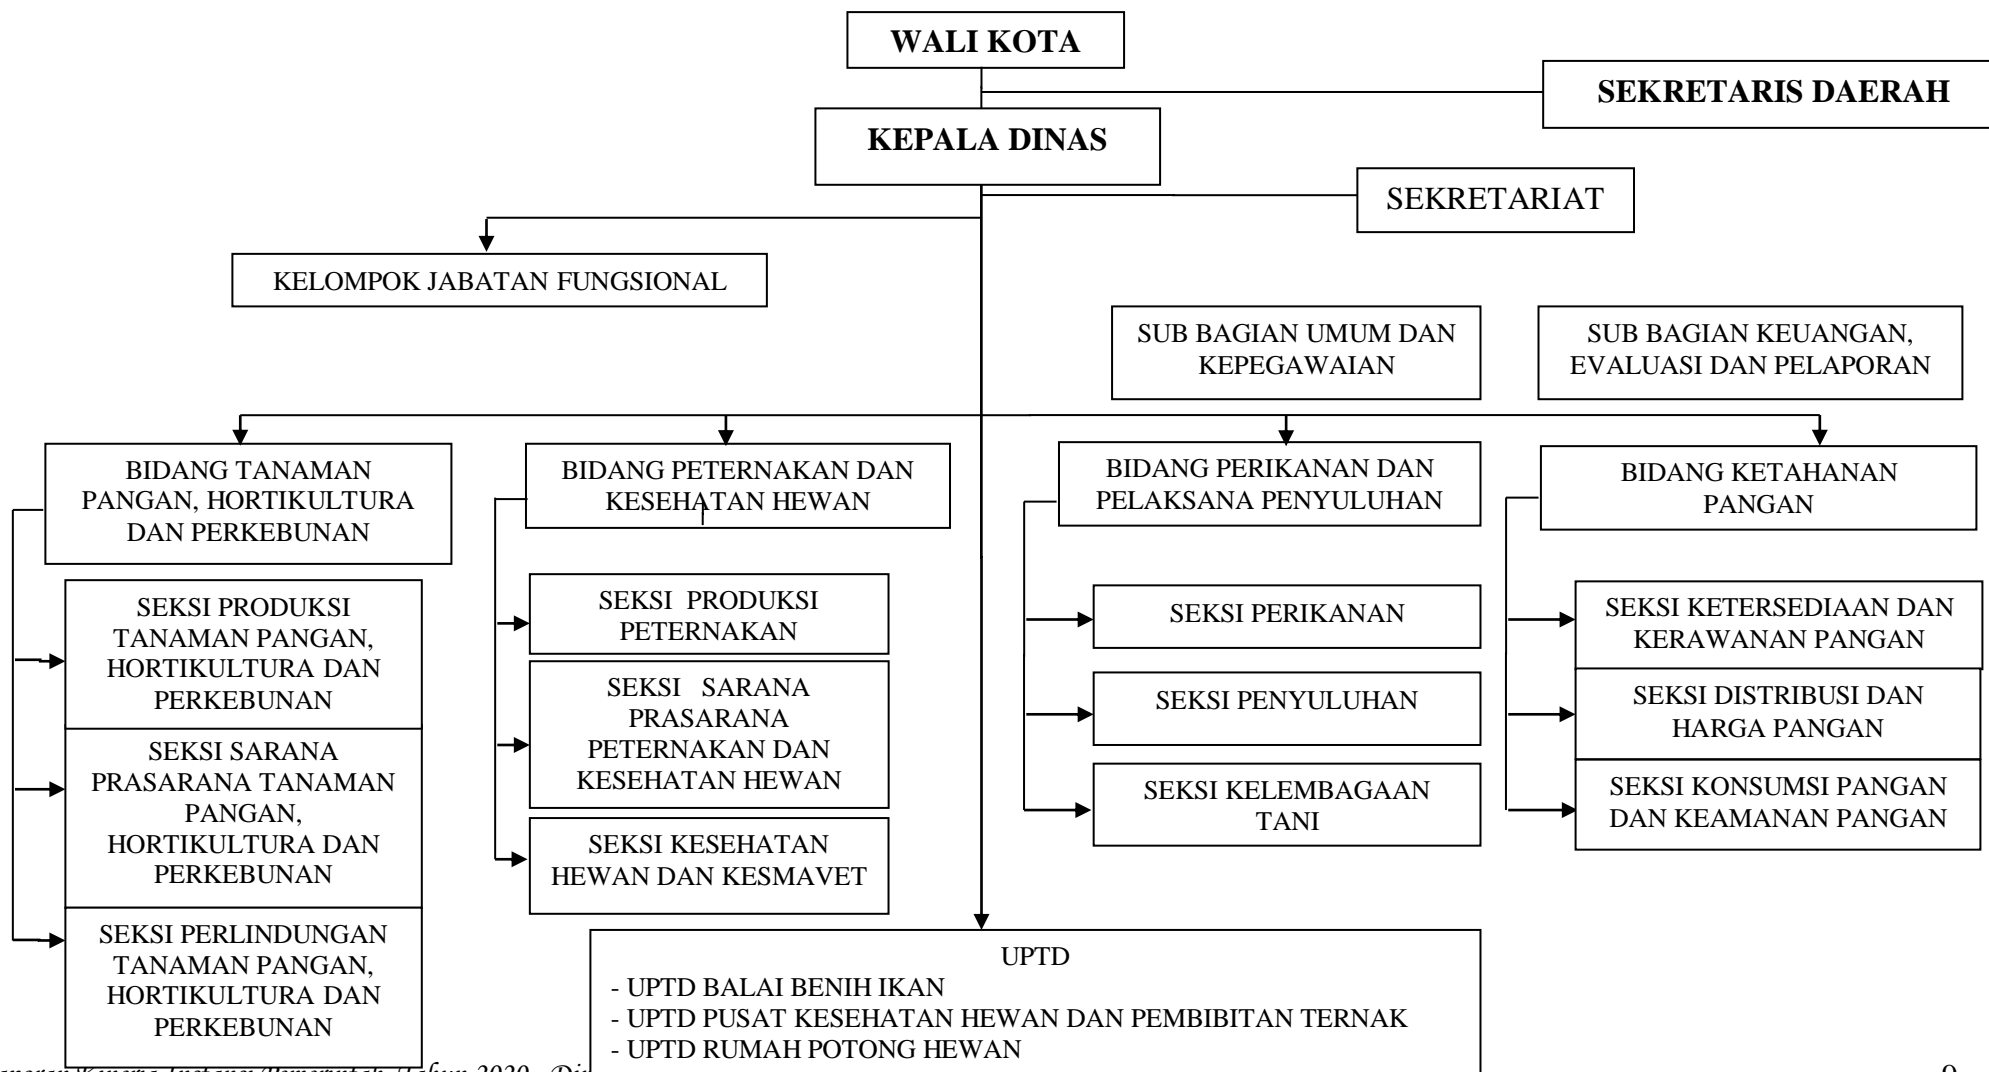 WALI KOTA
SEKRETARIS DAERAH
KEPALA DINAS
SEKRETARIAT
KELOMPOK JABATAN FUNGSIONAL
SUB BAGIAN UMUM DAN
KEPEGAWAIAN
SUB BAGIAN KEUANGAN,
EVALUASI DAN PELAPORAN
BIDANG TANAMAN
PANGAN, HORTIKULTURA
DAN PERKEBUNAN
BIDANG PETERNAKAN DAN
KESEHATAN HEWAN
BIDANG PERIKANAN DAN
PELAKSANA PENYULUHAN
BIDANG KETAHANAN
PANGAN
SEKSI PRODUKSI
TANAMAN PANGAN,
HORTIKULTURA DAN
PERKEBUNAN
SEKSI SARANA
PRASARANA TANAMAN
PANGAN,
HORTIKULTURA DAN
PERKEBUNAN
SEKSI PERLINDUNGAN
TANAMAN PANGAN,
HORTIKULTURA DAN
PERKEBUNAN
SEKSI PRODUKSI
PETERNAKAN
SEKSI SARANA
PRASARANA
PETERNAKAN DAN
KESEHATAN HEWAN
SEKSI KESEHATAN
HEWAN DAN KESMAVET
SEKSI PERIKANAN
SEKSI PENYULUHAN
SEKSI KELEMBAGAAN
TANI
SEKSI KETERSEDIAAN DAN
KERAWANAN PANGAN
SEKSI DISTRIBUSI DAN
HARGA PANGAN
SEKSI KONSUMSI PANGAN
DAN KEAMANAN PANGAN
UPTD
- UPTD BALAI BENIH IKAN
- UPTD PUSAT KESEHATAN HEWAN DAN PEMBIBITAN TERNAK
- UPTD RUMAH POTONG HEWAN
Kinerja Instansi Pemerintah Tahun 2020